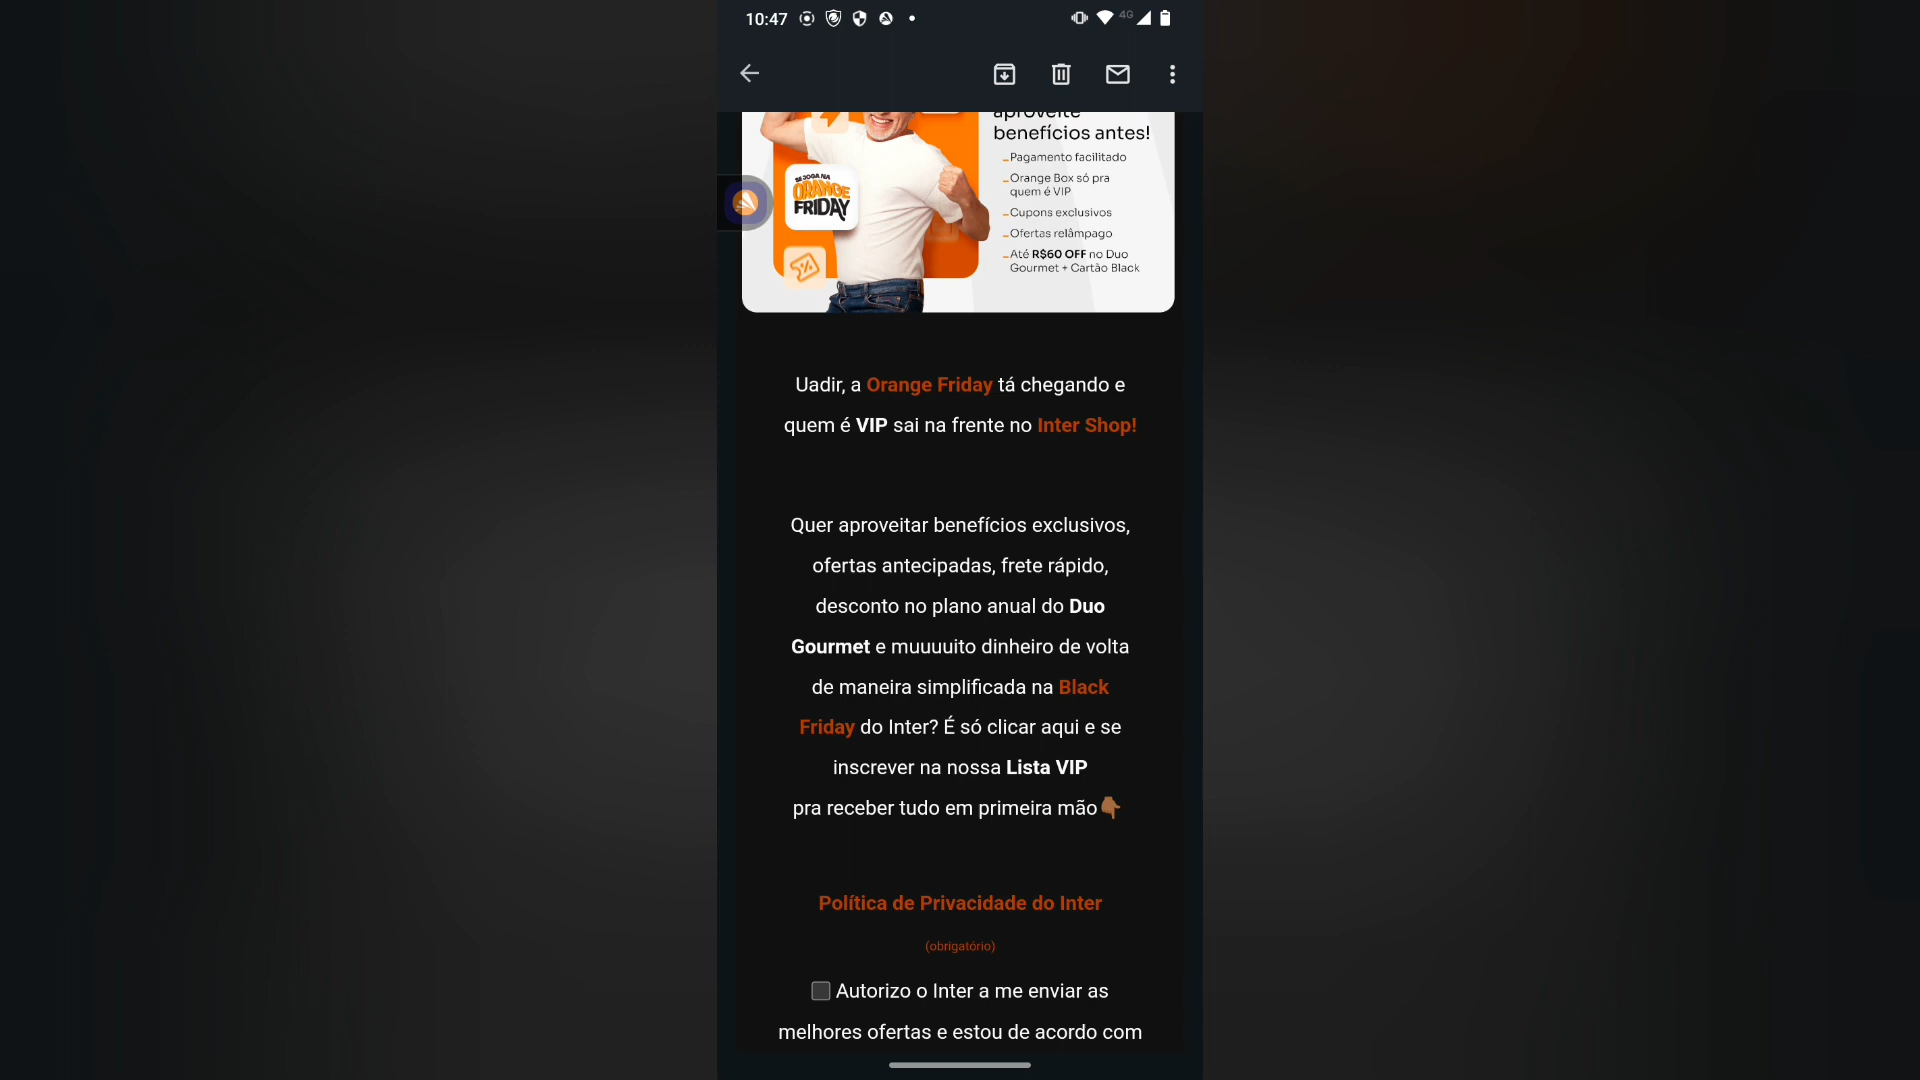 10:47
4G
aproveite
benefícios antes!
Pagamento facilitado
Orange Box só pra
quem é VIP
Cupons exclusivos
Ofertas relâmpago
Até R$60 OFF no Duo
Gourmet + Cartão Black
SE JOGA NA
ORANGE
FRIDAY
Uadir, a Orange Friday tá chegando e
quem é VIP sai na frente no Inter Shop!
Quer aproveitar benefícios exclusivos,
ofertas antecipadas, frete rápido,
desconto no plano anual do Duo
Gourmet e muuuuito dinheiro de volta
de maneira simplificada na Black
Friday do Inter? É só clicar aqui e se
inscrever na nossa Lista VIP
pra receber tudo em primeira mão👇🏾
Política de Privacidade do Inter
(obrigatório)
Autorizo o Inter a me enviar as
melhores ofertas e estou de acordo com